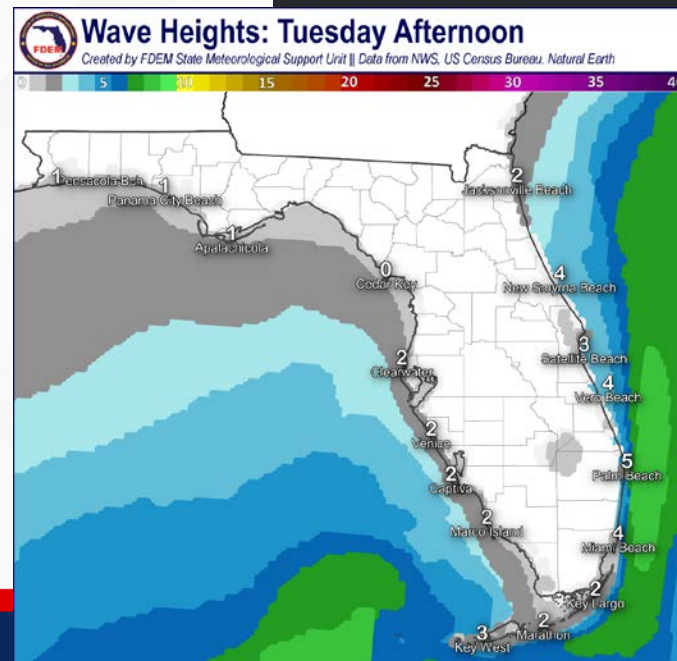 Wave Heights: Tuesday Afternoon
FDEM
Created by FDEM State Meteorological Support Unit || Data from NWS, US Census Bureau, Natural Earth
0 5 10 15 20 25 30 35 40
1
Pensacola Bch
1
Panama City Beach
1
Apalachicola
2
Jacksonville Beach
0
Cedar Key
4
New Smyrna Beach
2
Clearwater
3
Satellite Beach
4
Vero Beach
2
Venice
2
Captiva
5
Palm Beach
2
Marco Island
4
Miami Beach
2
Key Largo
2
Marathon
3
Key West